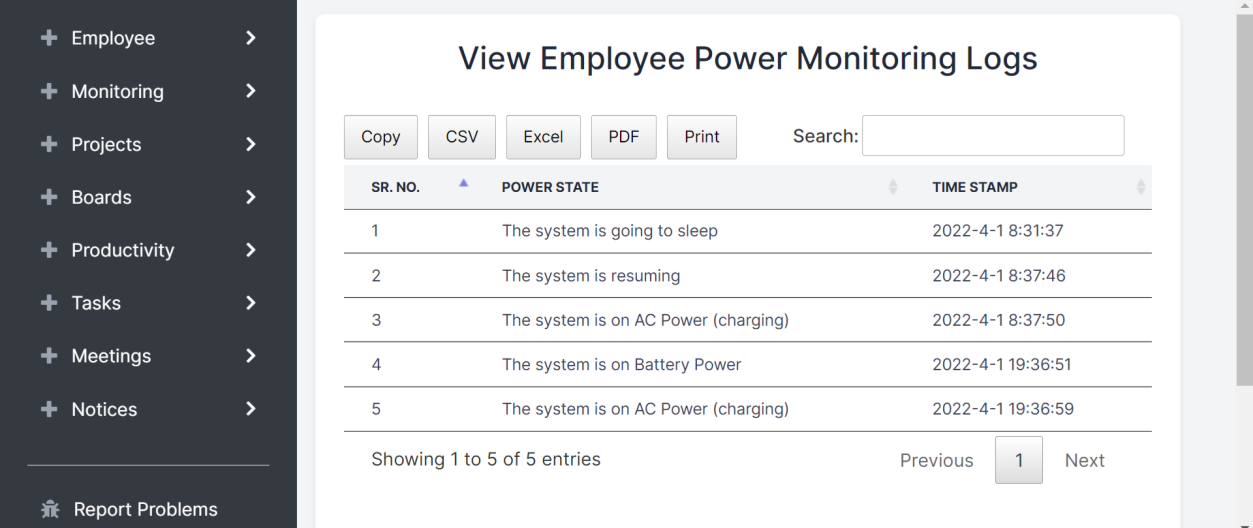 Employee
Monitoring
Projects
Boards
Productivity
Tasks
Meetings
Notices
Report Problems
View Employee Power Monitoring Logs
Copy CSV Excel PDF Print Search:
SR. NO. POWER STATE TIME STAMP
1 The system is going to sleep 2022-4-1 8:31:37
2 The system is resuming 2022-4-1 8:37:46
3 The system is on AC Power (charging) 2022-4-1 8:37:50
4 The system is on Battery Power 2022-4-1 19:36:51
5 The system is on AC Power (charging) 2022-4-1 19:36:59
Showing 1 to 5 of 5 entries Previous 1 Next